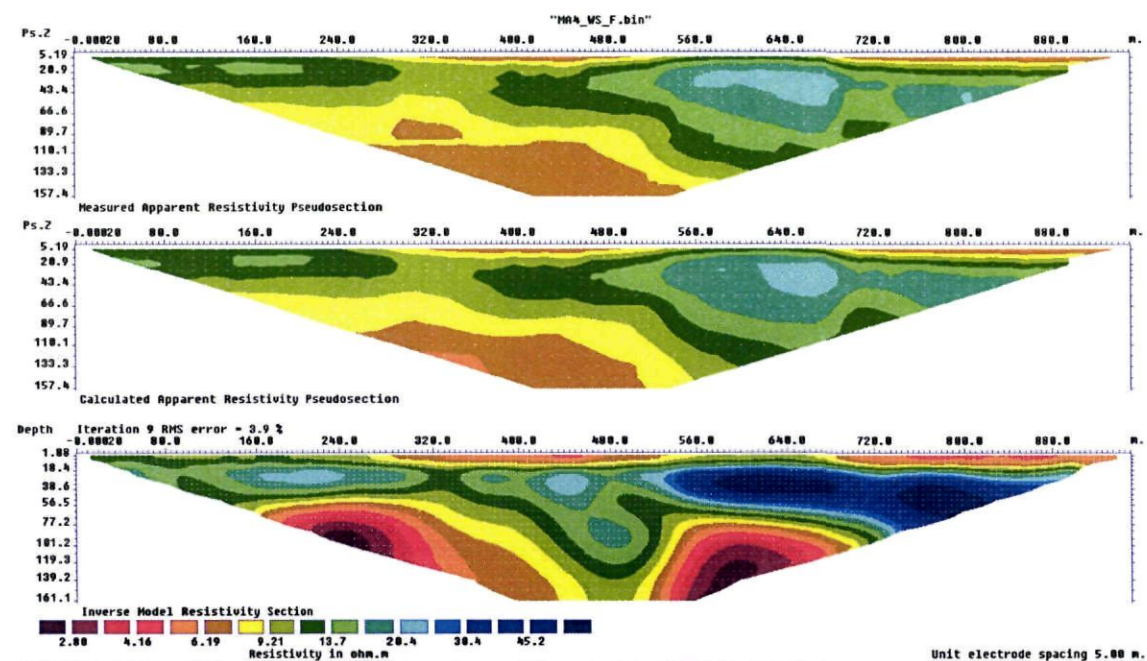 "MA4_WS_F.bin"
Ps.Z -0.00020 80.0 160.0 240.0 320.0 400.0 480.0 560.0 640.0 720.0 800.0 880.0 m.
5.19
20.9
43.4
66.6
89.7
110.1
133.3
157.4
Measured Apparent Resistivity Pseudosection
Ps.Z -0.00020 80.0 160.0 240.0 320.0 400.0 480.0 560.0 640.0 720.0 800.0 880.0 m.
5.19
20.9
43.4
66.6
89.7
110.1
133.3
157.4
Calculated Apparent Resistivity Pseudosection
Depth Iteration 9 RMS error = 3.9 %
-0.00020 80.0 160.0 240.0 320.0 400.0 480.0 560.0 640.0 720.0 800.0 880.0 m.
1.88
18.4
38.6
56.5
77.2
101.2
119.3
139.2
161.1
Inverse Model Resistivity Section
2.80 4.16 6.19 9.21 13.7 20.4 30.4 45.2
Resistivity in ohm.m
Unit electrode spacing 5.00 m.